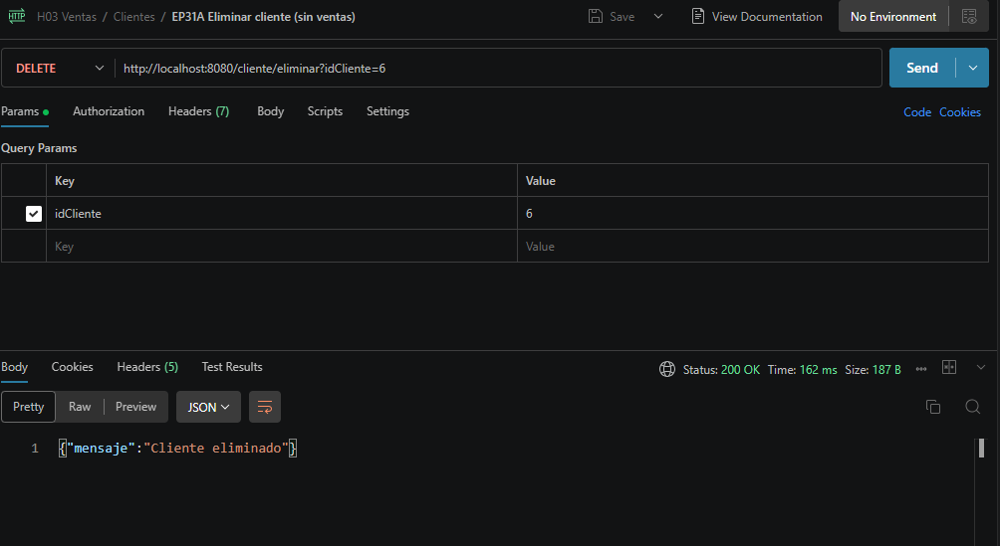 HTTP H03 Ventas / Clientes / EP31A Eliminar cliente (sin ventas) Save View Documentation No Environment
DELETE http://localhost:8080/cliente/eliminar?idCliente=6 Send
Params Authorization Headers (7) Body Scripts Settings Code Cookies
Query Params
Key Value
idCliente 6
Key Value
Body Cookies Headers (5) Test Results Status: 200 OK Time: 162 ms Size: 187 B
Pretty Raw Preview JSON
1 {"mensaje":"Cliente eliminado"}